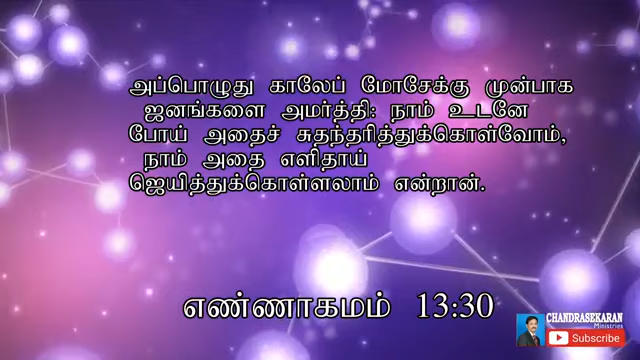 அப்பொழுது காலேப் மோசேக்கு முன்பாக
ஜனங்களை அமர்த்தி: நாம் உடனே
போய் அதைச் சுதந்தரித்துக்கொள்வோம்,
நாம் அதை எளிதாய்
ஜெயித்துக்கொள்ளலாம் என்றான்.
எண்ணாகமம் 13:30
CHANDRASEKARAN
Ministries
Subscribe